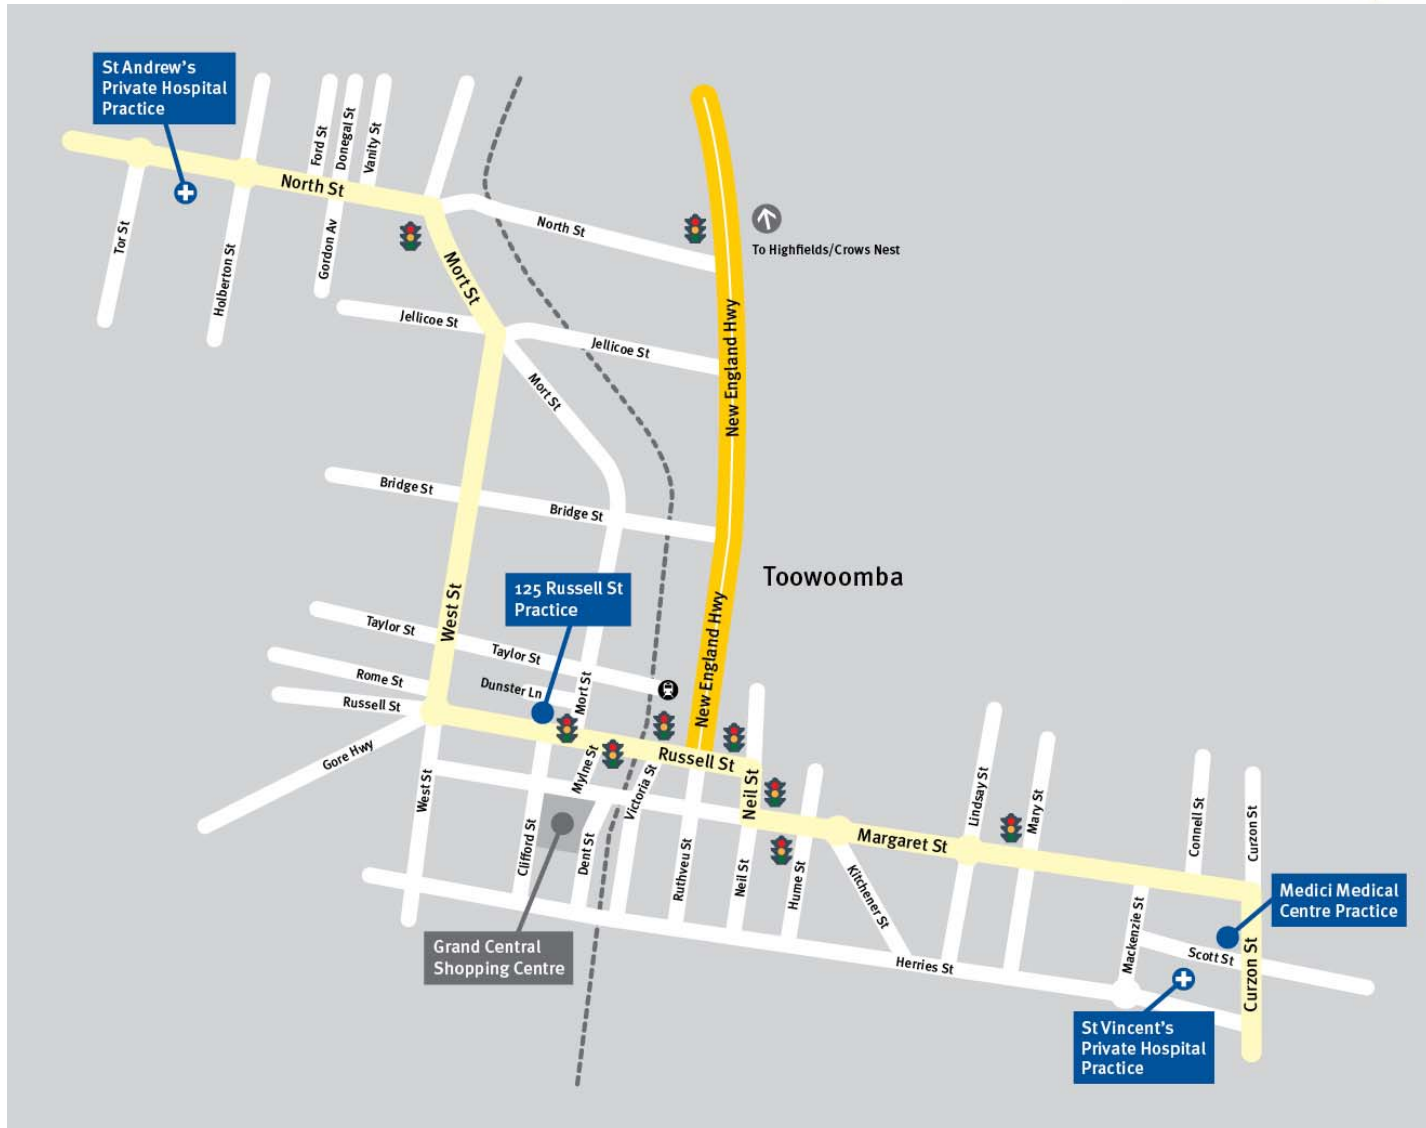 St Andrew's
Private Hospital
Practice
Ford St
Donegal St
Vanity St
North St
Tor St
Holberton St
Gordon Av
Mort St
North St
To Highfields/Crows Nest
Jellicoe St
Jellicoe St
New England Hwy
Mort St
Bridge St
Bridge St
Toowoomba
125 Russell St
Practice
West St
Taylor St
Taylor St
New England Hwy
Rome St
Dunster Ln
Mort St
Russell St
Gore Hwy
Russell St
Mylne St
Victoria St
West St
Neil St
Lindsay St
Mary St
Connell St
Curzon St
Clifford St
Dent St
Ruthveu St
Neil St
Hume St
Margaret St
Kitchener St
Medici Medical
Centre Practice
Grand Central
Shopping Centre
Herries St
Mackenzie St
Scott St
Curzon St
St Vincent's
Private Hospital
Practice